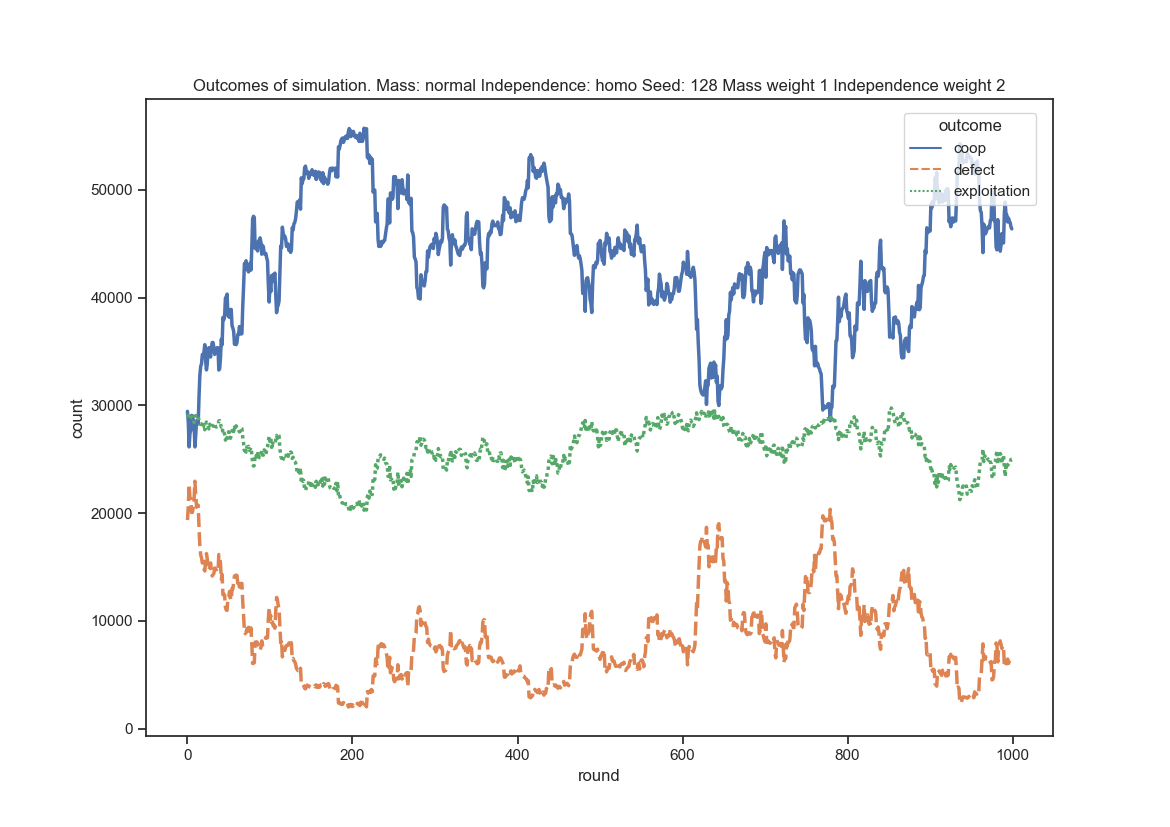 Outcomes of simulation. Mass: normal Independence: homo Seed: 128 Mass weight 1 Independence weight 2
outcome
coop
defect
exploitation
count
50000
40000
30000
20000
10000
0
0 200 400 600 800 1000
round